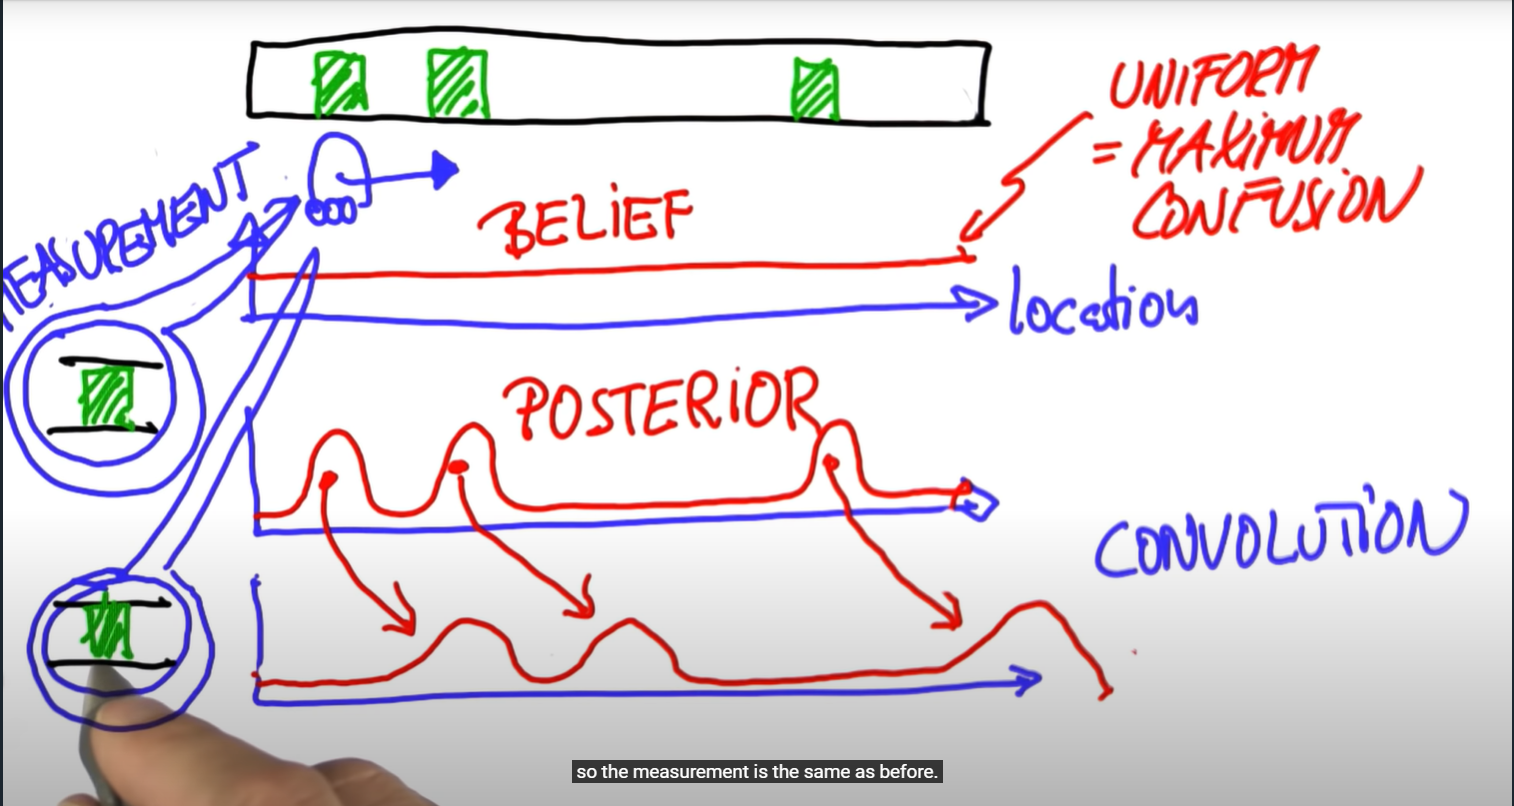 UNIFORM
= MAXIMUM
CONFUSION
MEASUREMENT
BELIEF
location
POSTERIOR
CONVOLUTION
so the measurement is the same as before.